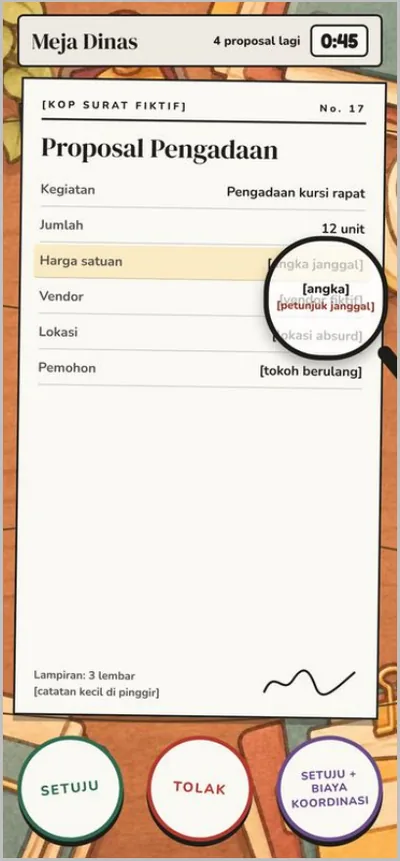 Meja Dinas
4 proposal lagi
0:45
[KOP SURAT FIKTIF]
No. 17
Proposal Pengadaan
Kegiatan Pengadaan kursi rapat
Jumlah 12 unit
Harga satuan [angka janggal]
[angka]
Vendor [vendor fiktif]
[petunjuk janggal]
Lokasi [lokasi absurd]
Pemohon [tokoh berulang]
Lampiran: 3 lembar
[catatan kecil di pinggir]
SETUJU
TOLAK
SETUJU +
BIAYA
KOORDINASI